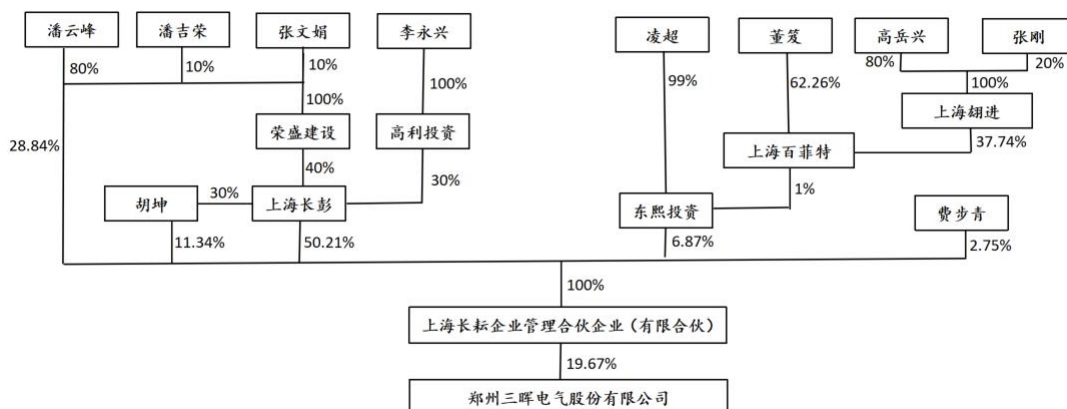 潘云峰
潘吉荣
张文娟
李永兴
凌超
董笈
高岳兴
张刚
80%
10%
10%
100%
99%
62.26%
80%
20%
100%
100%
荣盛建设
高利投资
上海翃进
28.84%
40%
30%
上海百菲特
37.74%
30%
1%
胡坤
上海长彭
东熙投资
费步青
11.34%
50.21%
6.87%
2.75%
100%
上海长耘企业管理合伙企业（有限合伙）
19.67%
郑州三晖电气股份有限公司